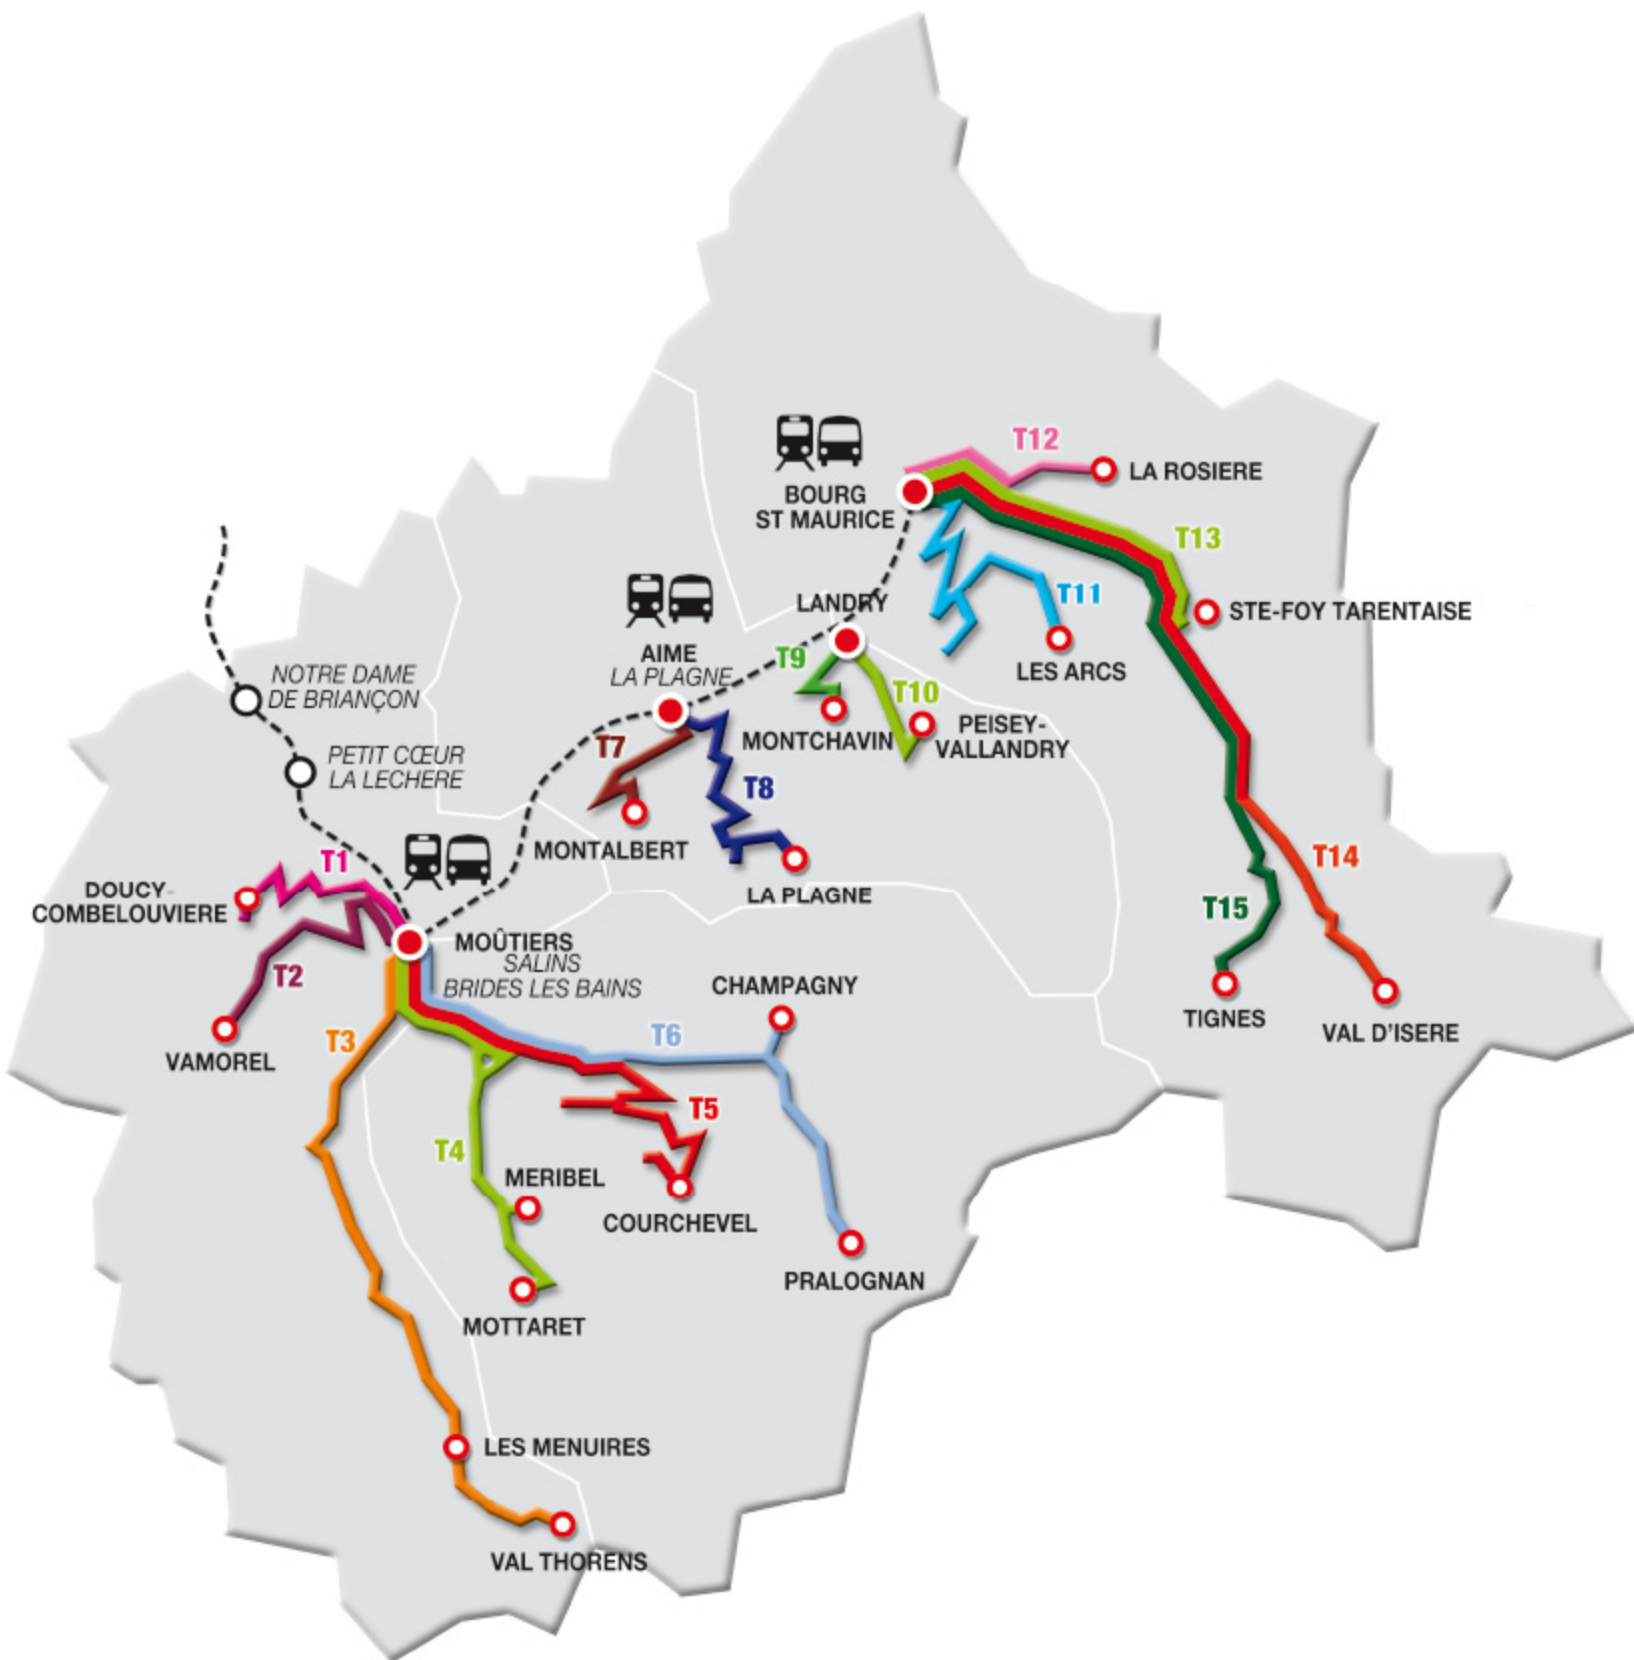 T12
LA ROSIERE
BOURG
ST MAURICE
T13
T11
STE-FOY TARENTAISE
LANDRY
LES ARCS
AIME
LA PLAGNE
T9
T10
NOTRE DAME
DE BRIANÇON
MONTCHAVIN
PEISEY-
VALLANDRY
T7
PETIT CŒUR
LA LECHERE
T8
MONTALBERT
T14
T1
DOUCY-
COMBELOUVIERE
LA PLAGNE
T15
MOÛTIERS
SALINS
BRIDES LES BAINS
T2
CHAMPAGNY
TIGNES
VAL D'ISERE
T3
T6
VAMOREL
T5
T4
MERIBEL
COURCHEVEL
PRALOGNAN
MOTTARET
LES MENUIRES
VAL THORENS